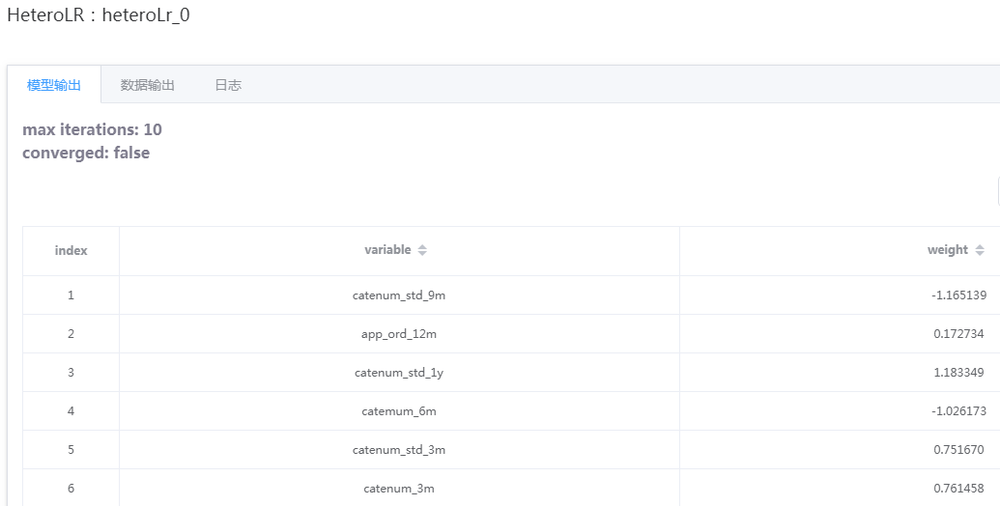 HeteroLR：heteroLr_0
模型输出 数据输出 日志
max iterations: 10
converged: false
index variable weight
1 catenum_std_9m -1.165139
2 app_ord_12m 0.172734
3 catenum_std_1y 1.183349
4 catemum_6m -1.026173
5 catenum_std_3m 0.751670
6 catenum_3m 0.761458